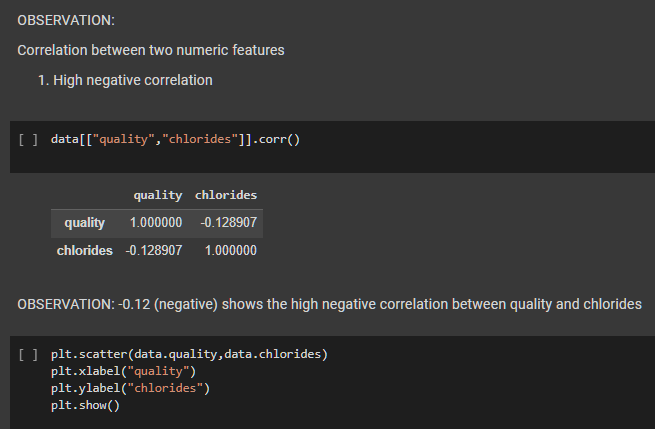 OBSERVATION:
Correlation between two numeric features
1. High negative correlation
[ ] data[["quality","chlorides"]].corr()
quality chlorides
quality 1.000000 -0.128907
chlorides -0.128907 1.000000
OBSERVATION: -0.12 (negative) shows the high negative correlation between quality and chlorides
[ ] plt.scatter(data.quality,data.chlorides)
plt.xlabel("quality")
plt.ylabel("chlorides")
plt.show()